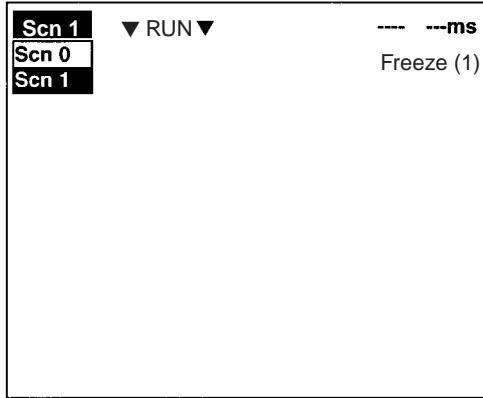 Scn 1 ▼ RUN ▼ ---- ---ms
Scn 0 Freeze (1)
Scn 1